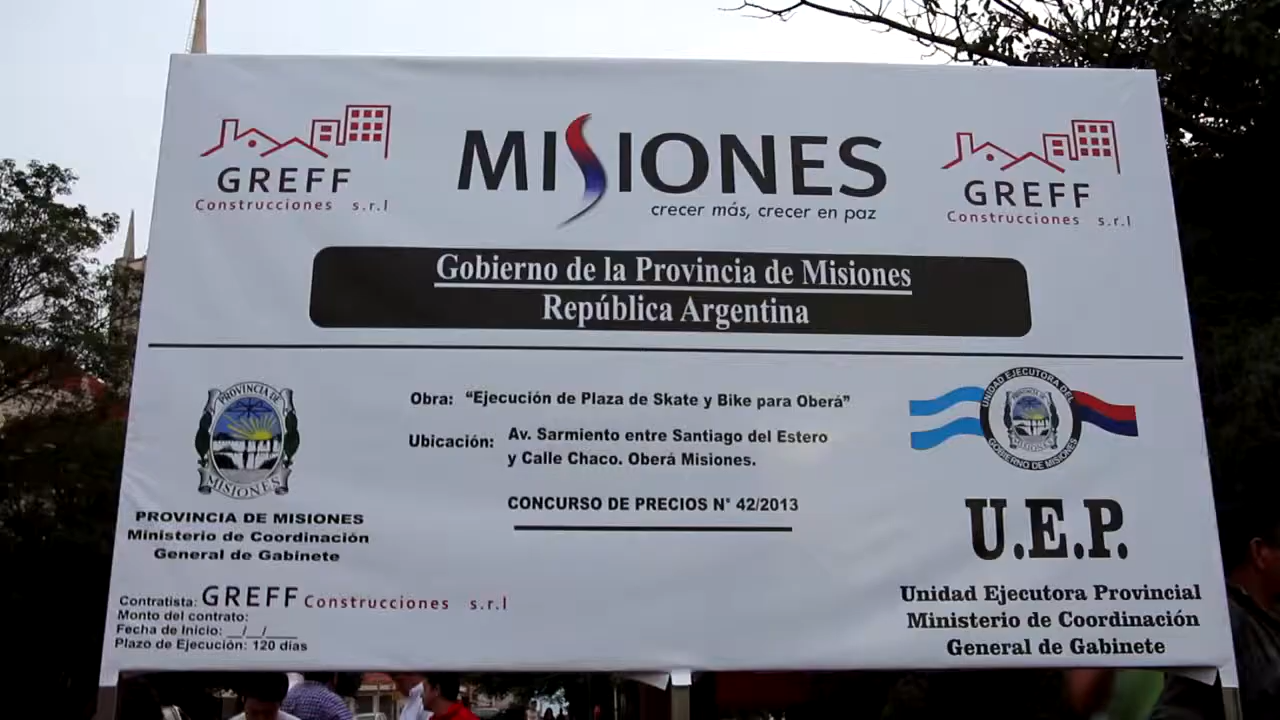 GREFF
Construcciones s.r.l
MISIONES
crecer más, crecer en paz
GREFF
Construcciones s.r.l
Gobierno de la Provincia de Misiones
República Argentina
PROVINCIA DE
MISIONES
PROVINCIA DE MISIONES
Ministerio de Coordinación
General de Gabinete
Obra: “Ejecución de Plaza de Skate y Bike para Oberá”
Ubicación: Av. Sarmiento entre Santiago del Estero
y Calle Chaco. Oberá Misiones.
CONCURSO DE PRECIOS N° 42/2013
UNIDAD EJECUTORA DEL
GOBIERNO DE MISIONES
U.E.P.
Unidad Ejecutora Provincial
Ministerio de Coordinación
General de Gabinete
Contratista: GREFF Construcciones s.r.l
Monto del contrato:
Fecha de Inicio: __/__/____
Plazo de Ejecución: 120 días